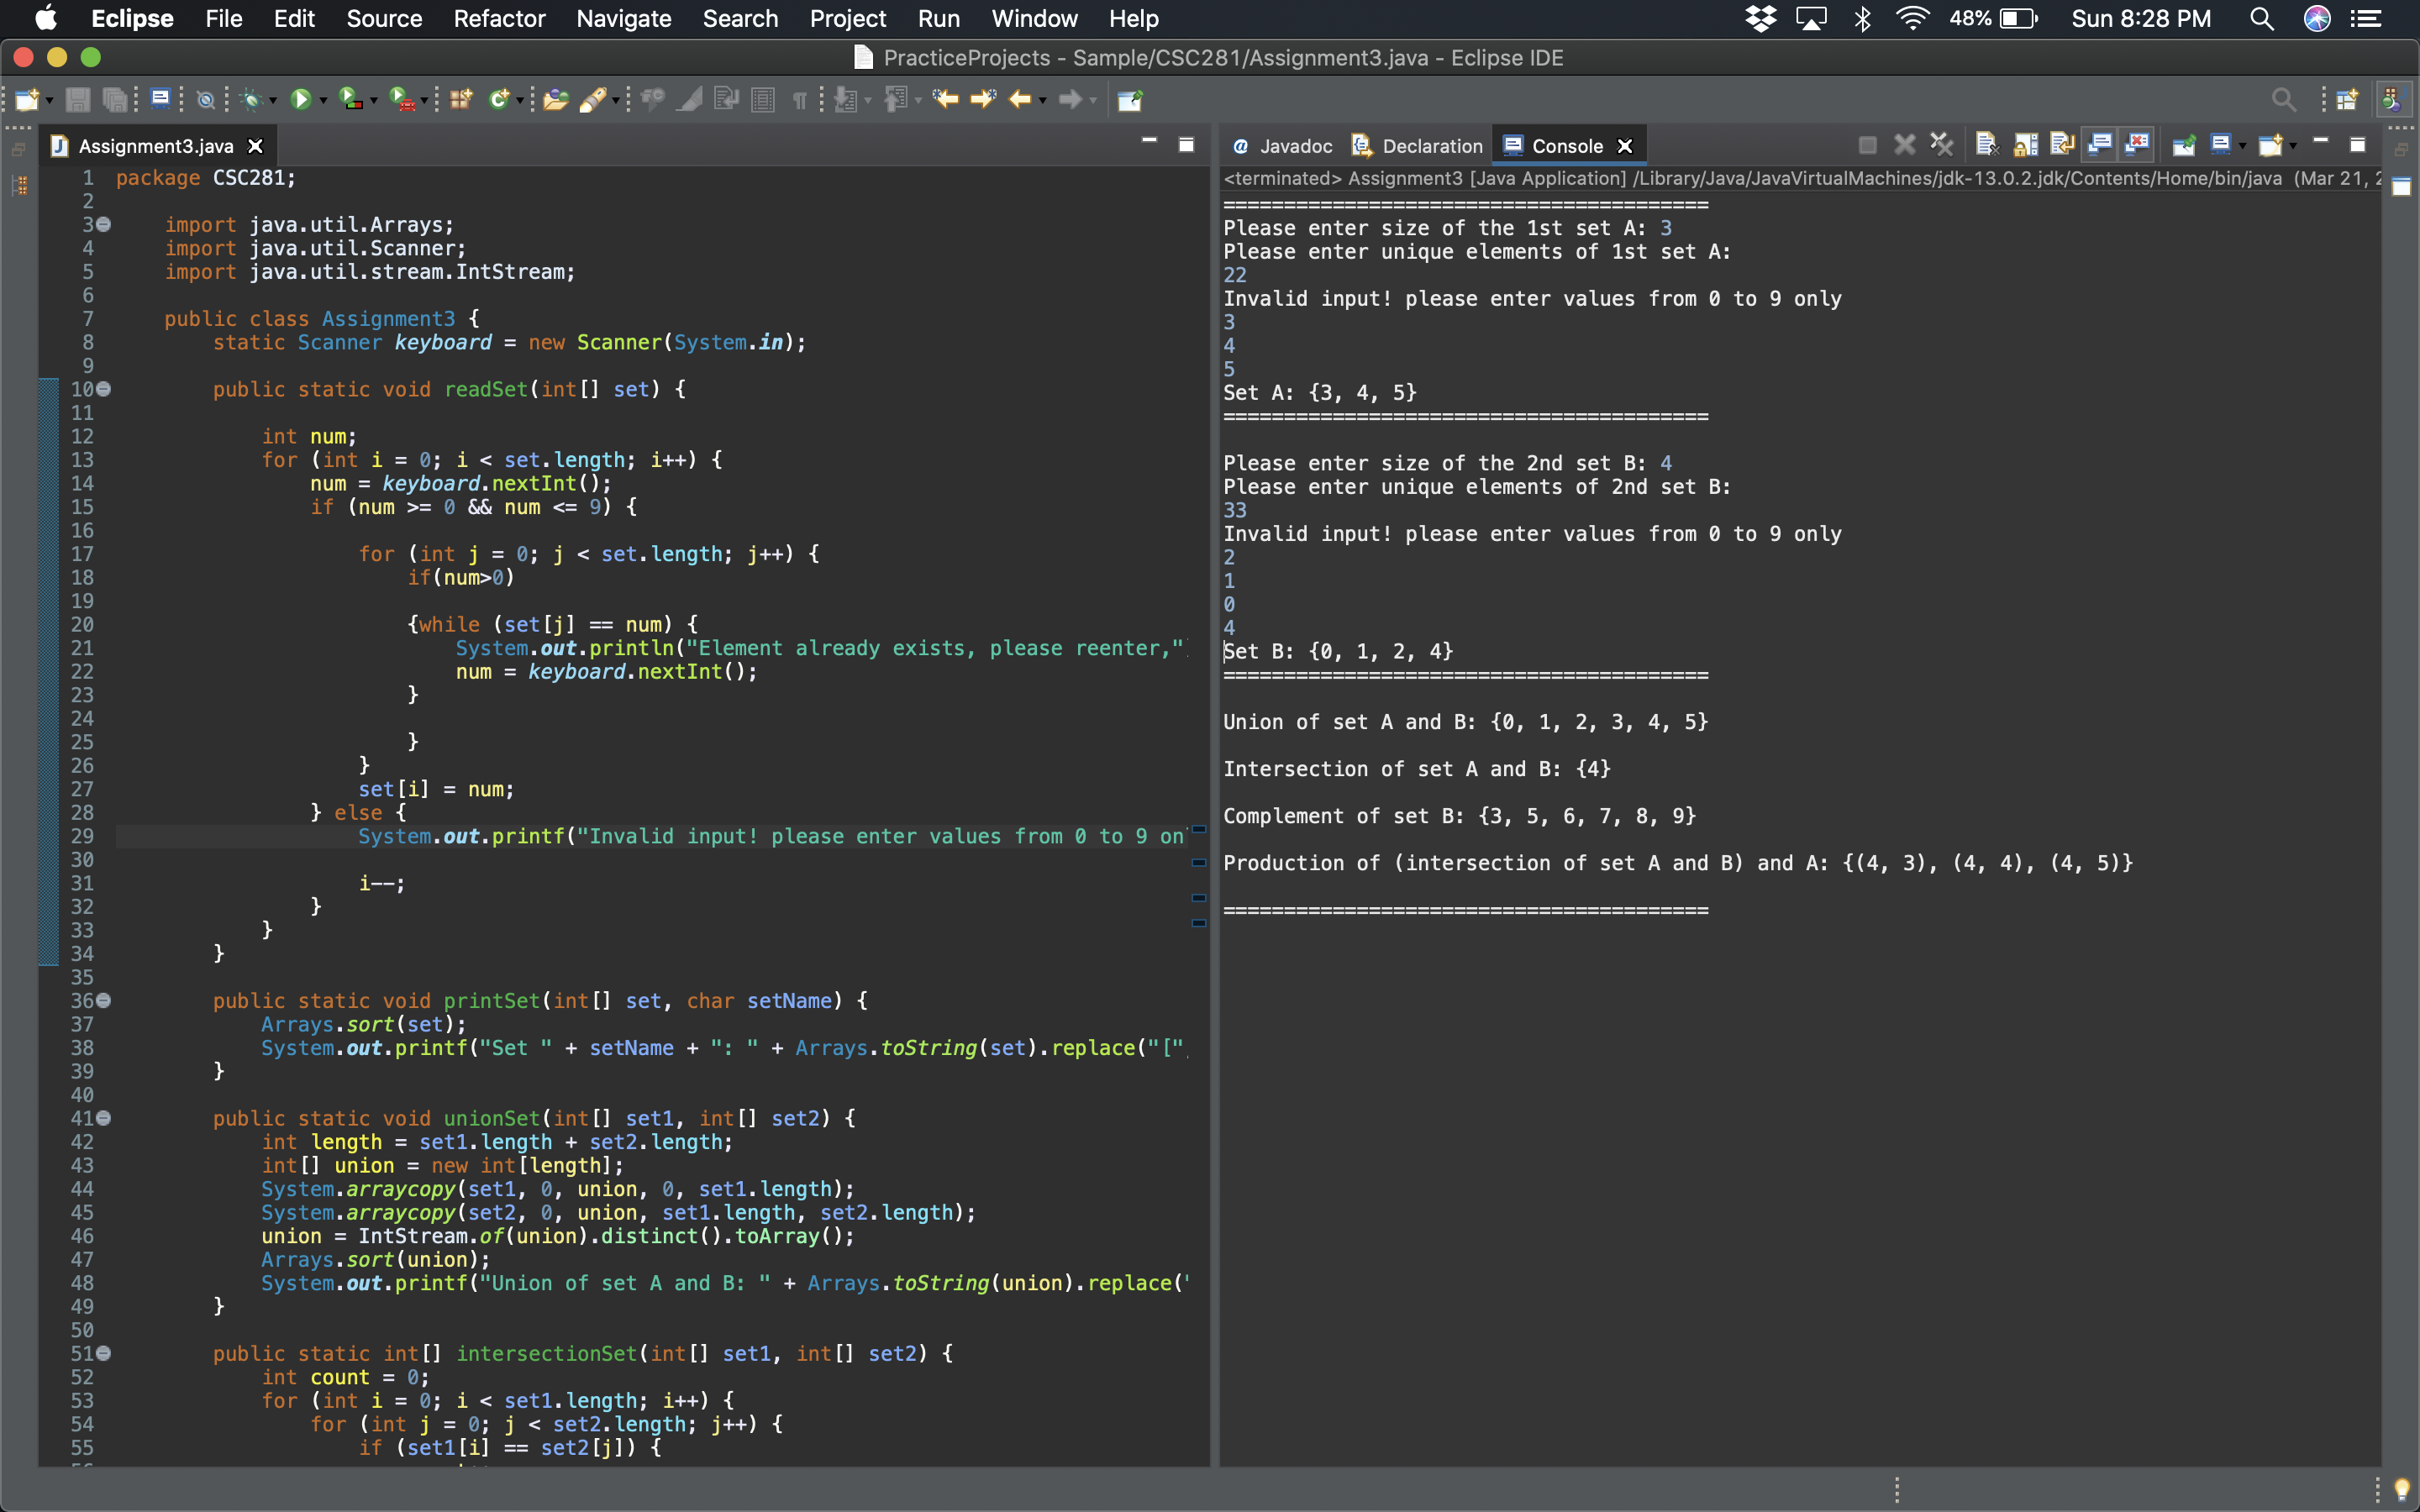 Eclipse File Edit Source Refactor Navigate Search Project Run Window Help 48% Sun 8:28 PM
PracticeProjects - Sample/CSC281/Assignment3.java - Eclipse IDE
Assignment3.java
1 package CSC281;
2
3 import java.util.Arrays;
4 import java.util.Scanner;
5 import java.util.stream.IntStream;
6
7 public class Assignment3 {
8 static Scanner keyboard = new Scanner(System.in);
9
10 public static void readSet(int[] set) {
11
12 int num;
13 for (int i = 0; i < set.length; i++) {
14 num = keyboard.nextInt();
15 if (num >= 0 && num <= 9) {
16
17 for (int j = 0; j < set.length; j++) {
18 if(num>0)
19
20 {while (set[j] == num) {
21 System.out.println("Element already exists, please reenter,"
22 num = keyboard.nextInt();
23 }
24
25 }
26 }
27 set[i] = num;
28 } else {
29 System.out.printf("Invalid input! please enter values from 0 to 9 on
30
31 i--;
32 }
33 }
34 }
35
36 public static void printSet(int[] set, char setName) {
37 Arrays.sort(set);
38 System.out.printf("Set " + setName + ": " + Arrays.toString(set).replace("["
39 }
40
41 public static void unionSet(int[] set1, int[] set2) {
42 int length = set1.length + set2.length;
43 int[] union = new int[length];
44 System.arraycopy(set1, 0, union, 0, set1.length);
45 System.arraycopy(set2, 0, union, set1.length, set2.length);
46 union = IntStream.of(union).distinct().toArray();
47 Arrays.sort(union);
48 System.out.printf("Union of set A and B: " + Arrays.toString(union).replace(
49 }
50
51 public static int[] intersectionSet(int[] set1, int[] set2) {
52 int count = 0;
53 for (int i = 0; i < set1.length; i++) {
54 for (int j = 0; j < set2.length; j++) {
55 if (set1[i] == set2[j]) {
Javadoc Declaration Console
<terminated> Assignment3 [Java Application] /Library/Java/JavaVirtualMachines/jdk-13.0.2.jdk/Contents/Home/bin/java (Mar 21, 2
========================================
Please enter size of the 1st set A: 3
Please enter unique elements of 1st set A:
22
Invalid input! please enter values from 0 to 9 only
3
4
5
Set A: {3, 4, 5}
========================================
Please enter size of the 2nd set B: 4
Please enter unique elements of 2nd set B:
33
Invalid input! please enter values from 0 to 9 only
2
1
0
4
Set B: {0, 1, 2, 4}
========================================
Union of set A and B: {0, 1, 2, 3, 4, 5}
Intersection of set A and B: {4}
Complement of set B: {3, 5, 6, 7, 8, 9}
Production of (intersection of set A and B) and A: {(4, 3), (4, 4), (4, 5)}
========================================